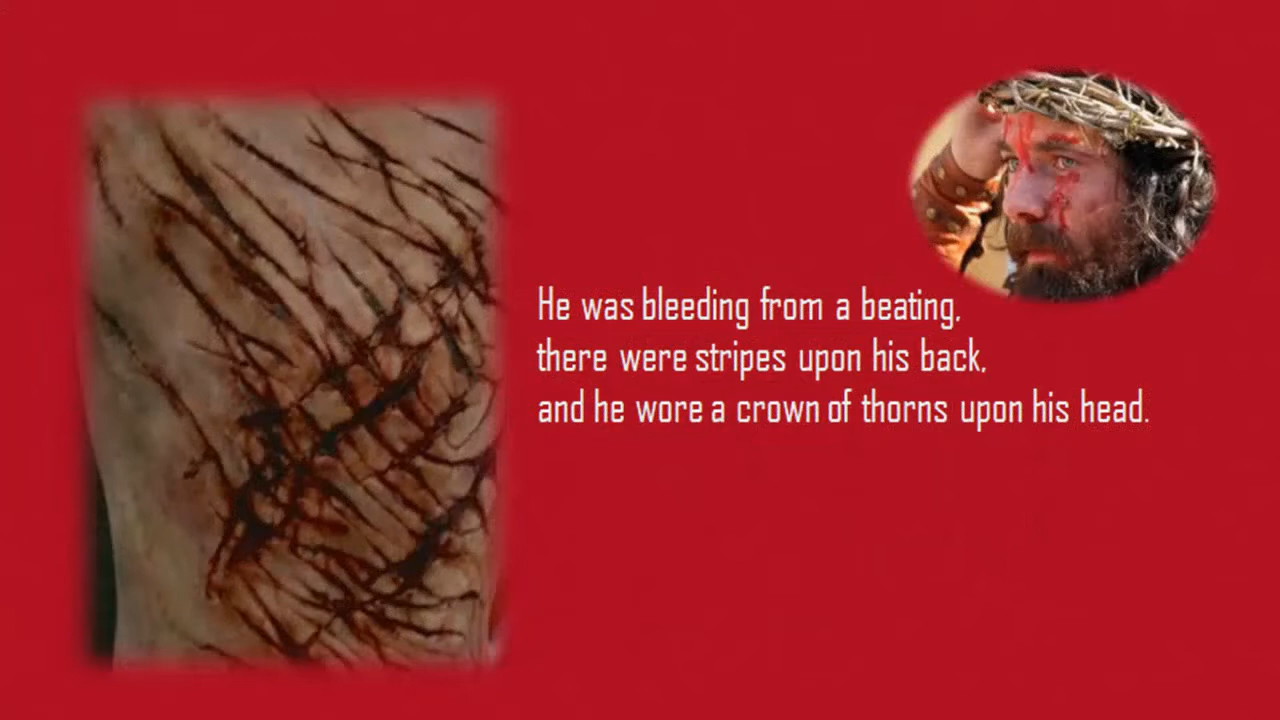 He was bleeding from a beating,
there were stripes upon his back,
and he wore a crown of thorns upon his head.